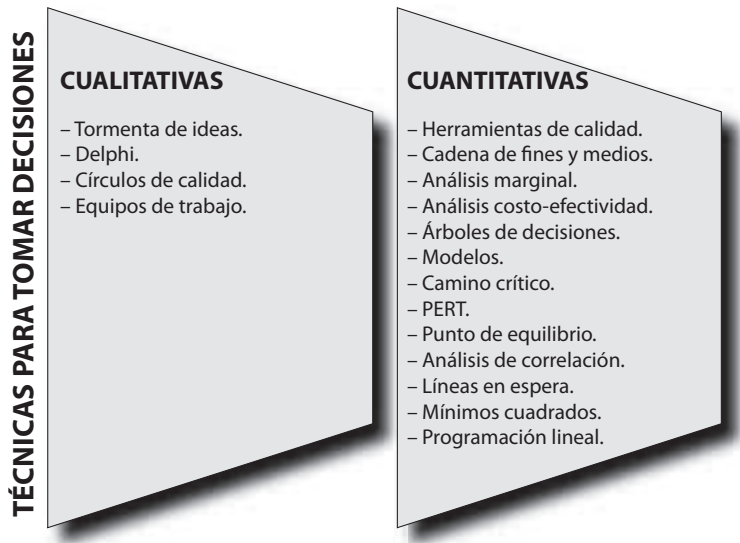 TÉCNICAS PARA TOMAR DECISIONES
CUALITATIVAS
– Tormenta de ideas.
– Delphi.
– Círculos de calidad.
– Equipos de trabajo.
CUANTITATIVAS
– Herramientas de calidad.
– Cadena de fines y medios.
– Análisis marginal.
– Análisis costo-efectividad.
– Árboles de decisiones.
– Modelos.
– Camino crítico.
– PERT.
– Punto de equilibrio.
– Análisis de correlación.
– Líneas en espera.
– Mínimos cuadrados.
– Programación lineal.